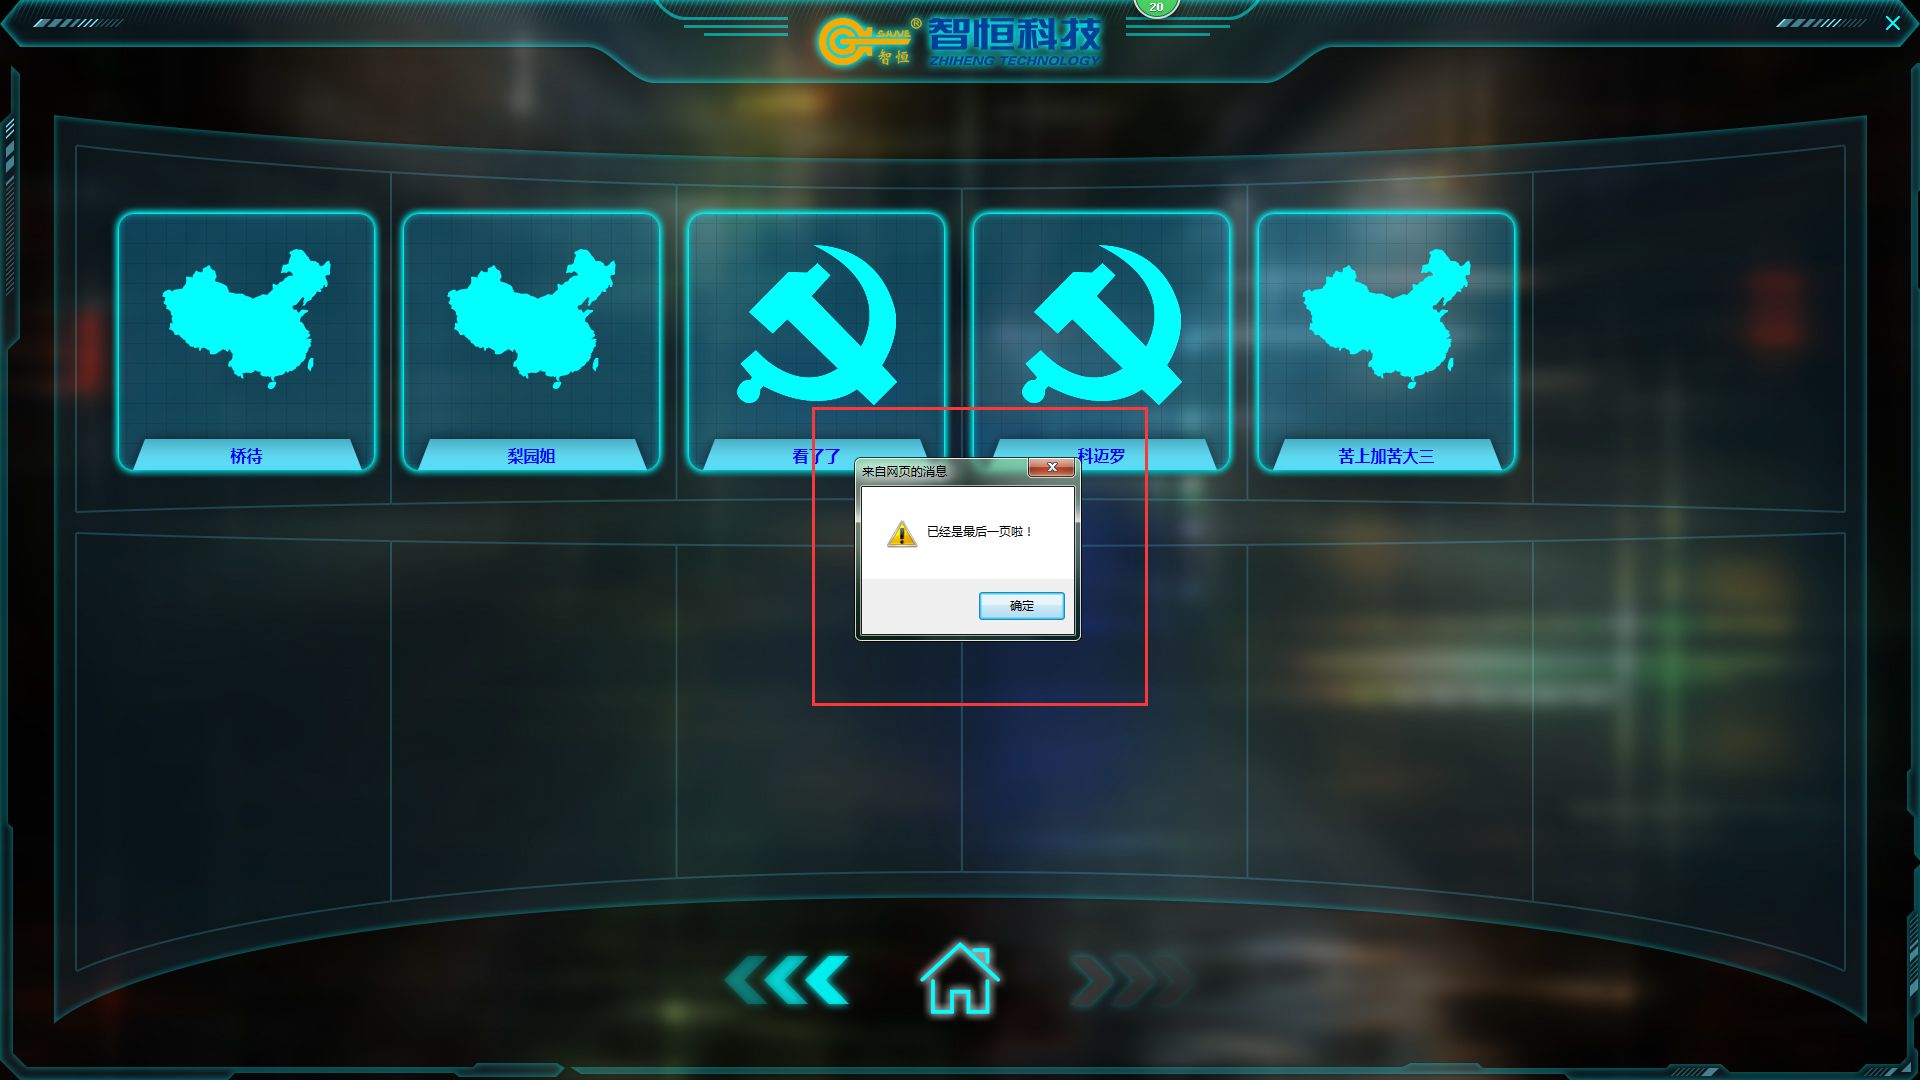 20
SAIVE®
智恒
智恒科技
ZHIHENG TECHNOLOGY
桥待
梨园姐
看了了
科迈罗
苦上加苦大三
来自网页的消息
已经是最后一页啦！
确定